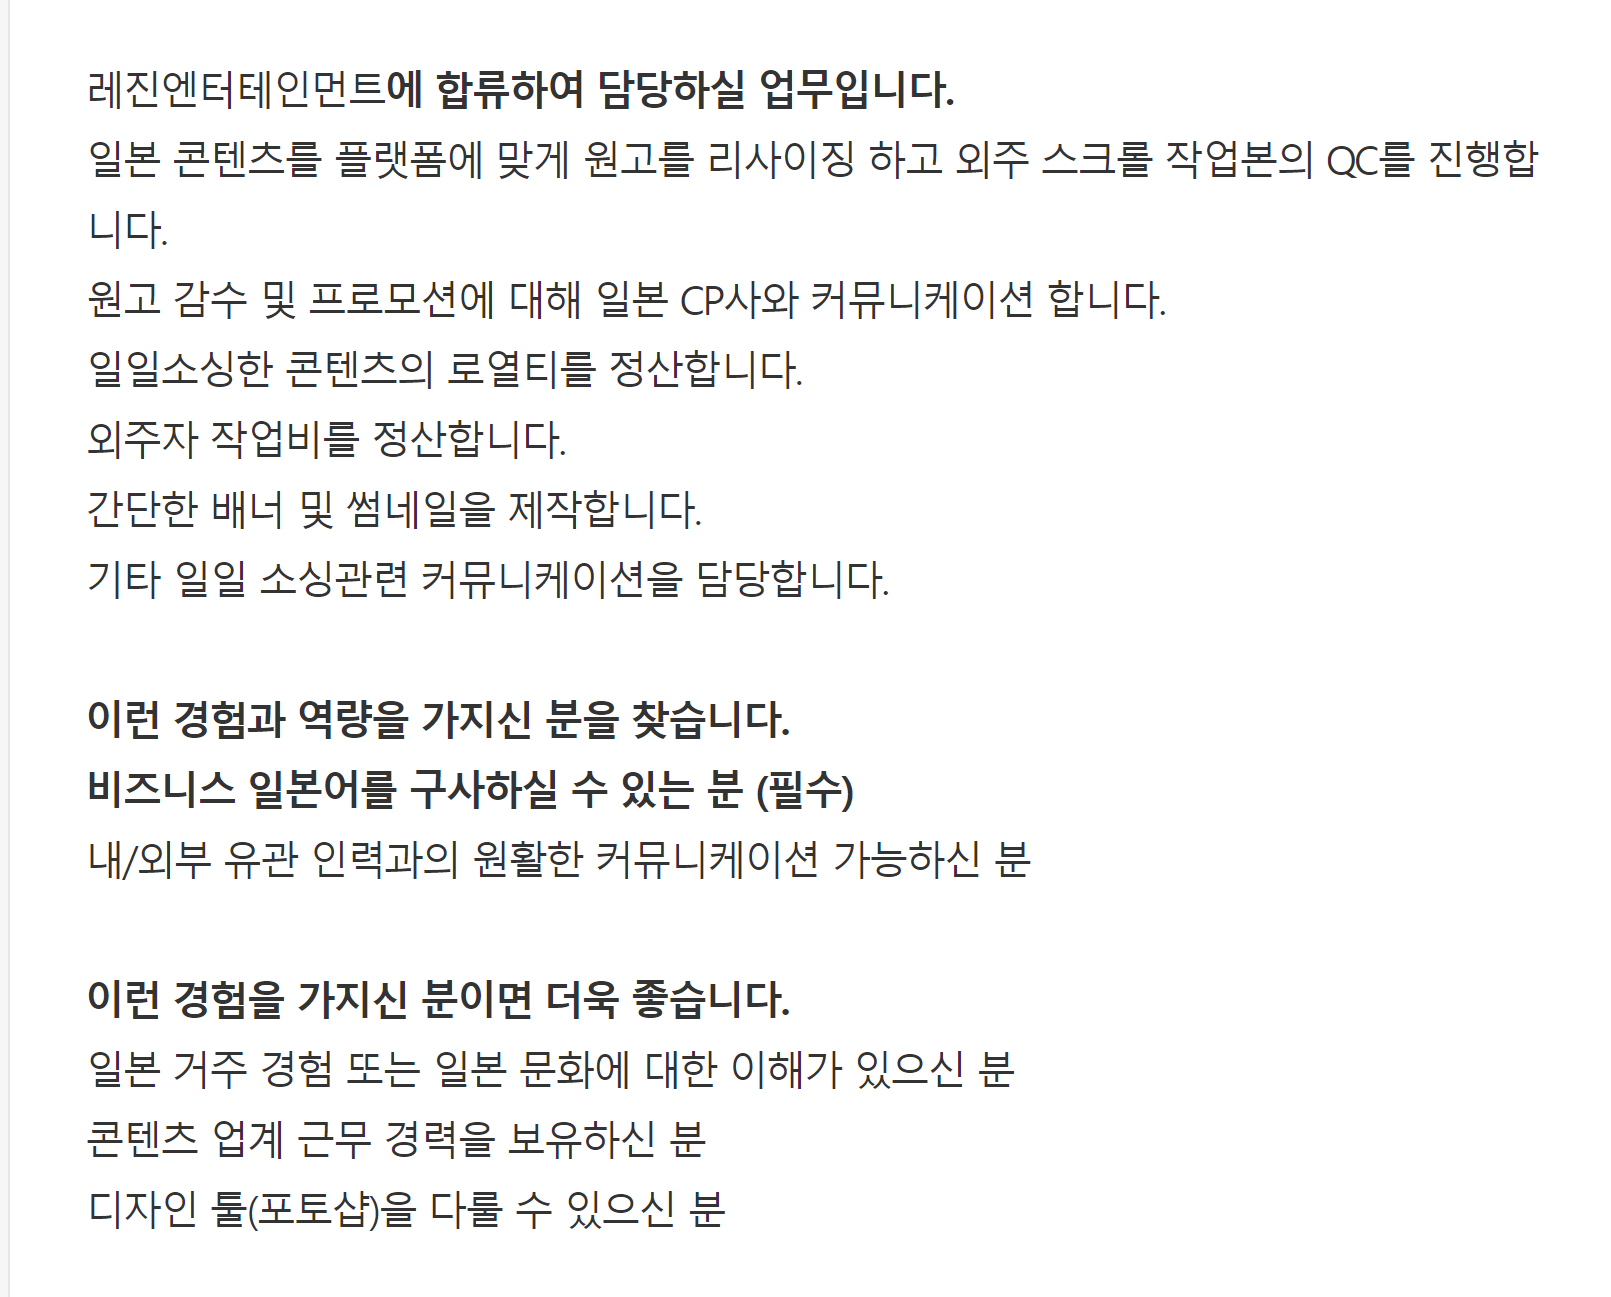 레진엔터테인먼트에 합류하여 담당하실 업무입니다.
일본 콘텐츠를 플랫폼에 맞게 원고를 리사이징 하고 외주 스크롤 작업본의 QC를 진행합
니다.
원고 감수 및 프로모션에 대해 일본 CP사와 커뮤니케이션 합니다.
일일소싱한 콘텐츠의 로열티를 정산합니다.
외주자 작업비를 정산합니다.
간단한 배너 및 썸네일을 제작합니다.
기타 일일 소싱관련 커뮤니케이션을 담당합니다.
이런 경험과 역량을 가지신 분을 찾습니다.
비즈니스 일본어를 구사하실 수 있는 분 (필수)
내/외부 유관 인력과의 원활한 커뮤니케이션 가능하신 분
이런 경험을 가지신 분이면 더욱 좋습니다.
일본 거주 경험 또는 일본 문화에 대한 이해가 있으신 분
콘텐츠 업계 근무 경력을 보유하신 분
디자인 툴(포토샵)을 다룰 수 있으신 분